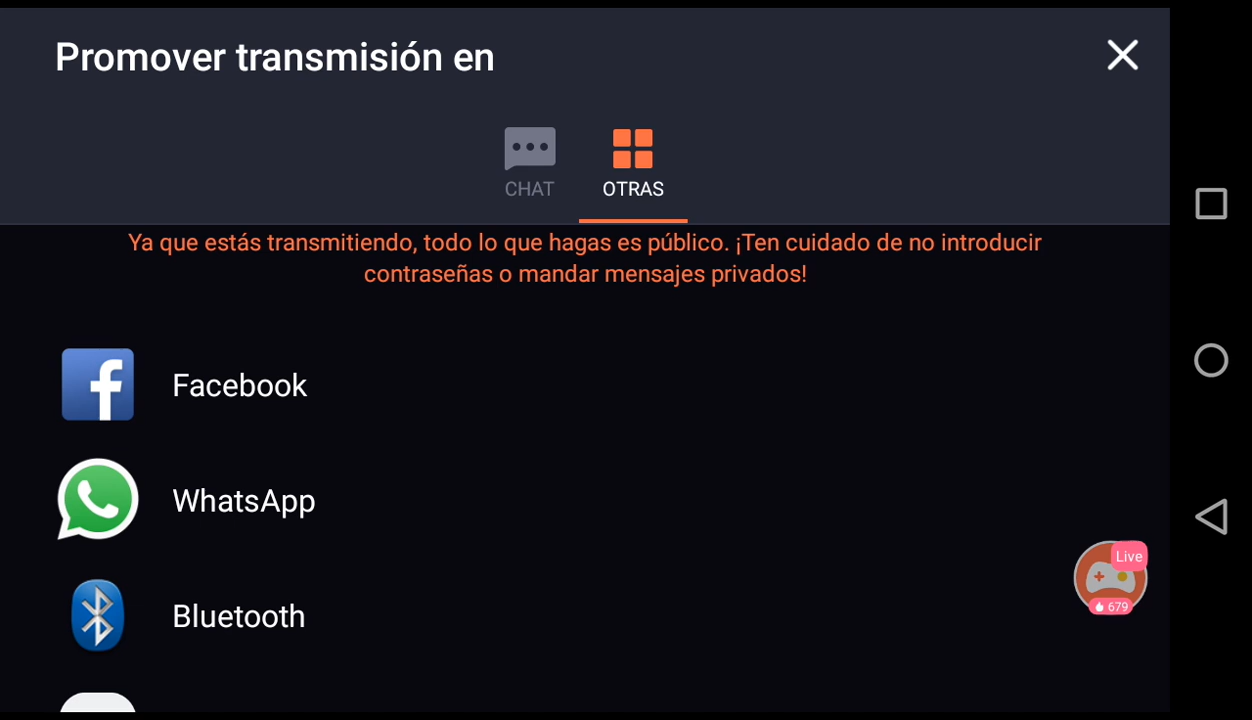 Promover transmisión en
CHAT
OTRAS
Ya que estás transmitiendo, todo lo que hagas es público. ¡Ten cuidado de no introducir
contraseñas o mandar mensajes privados!
Facebook
WhatsApp
Live
679
Bluetooth